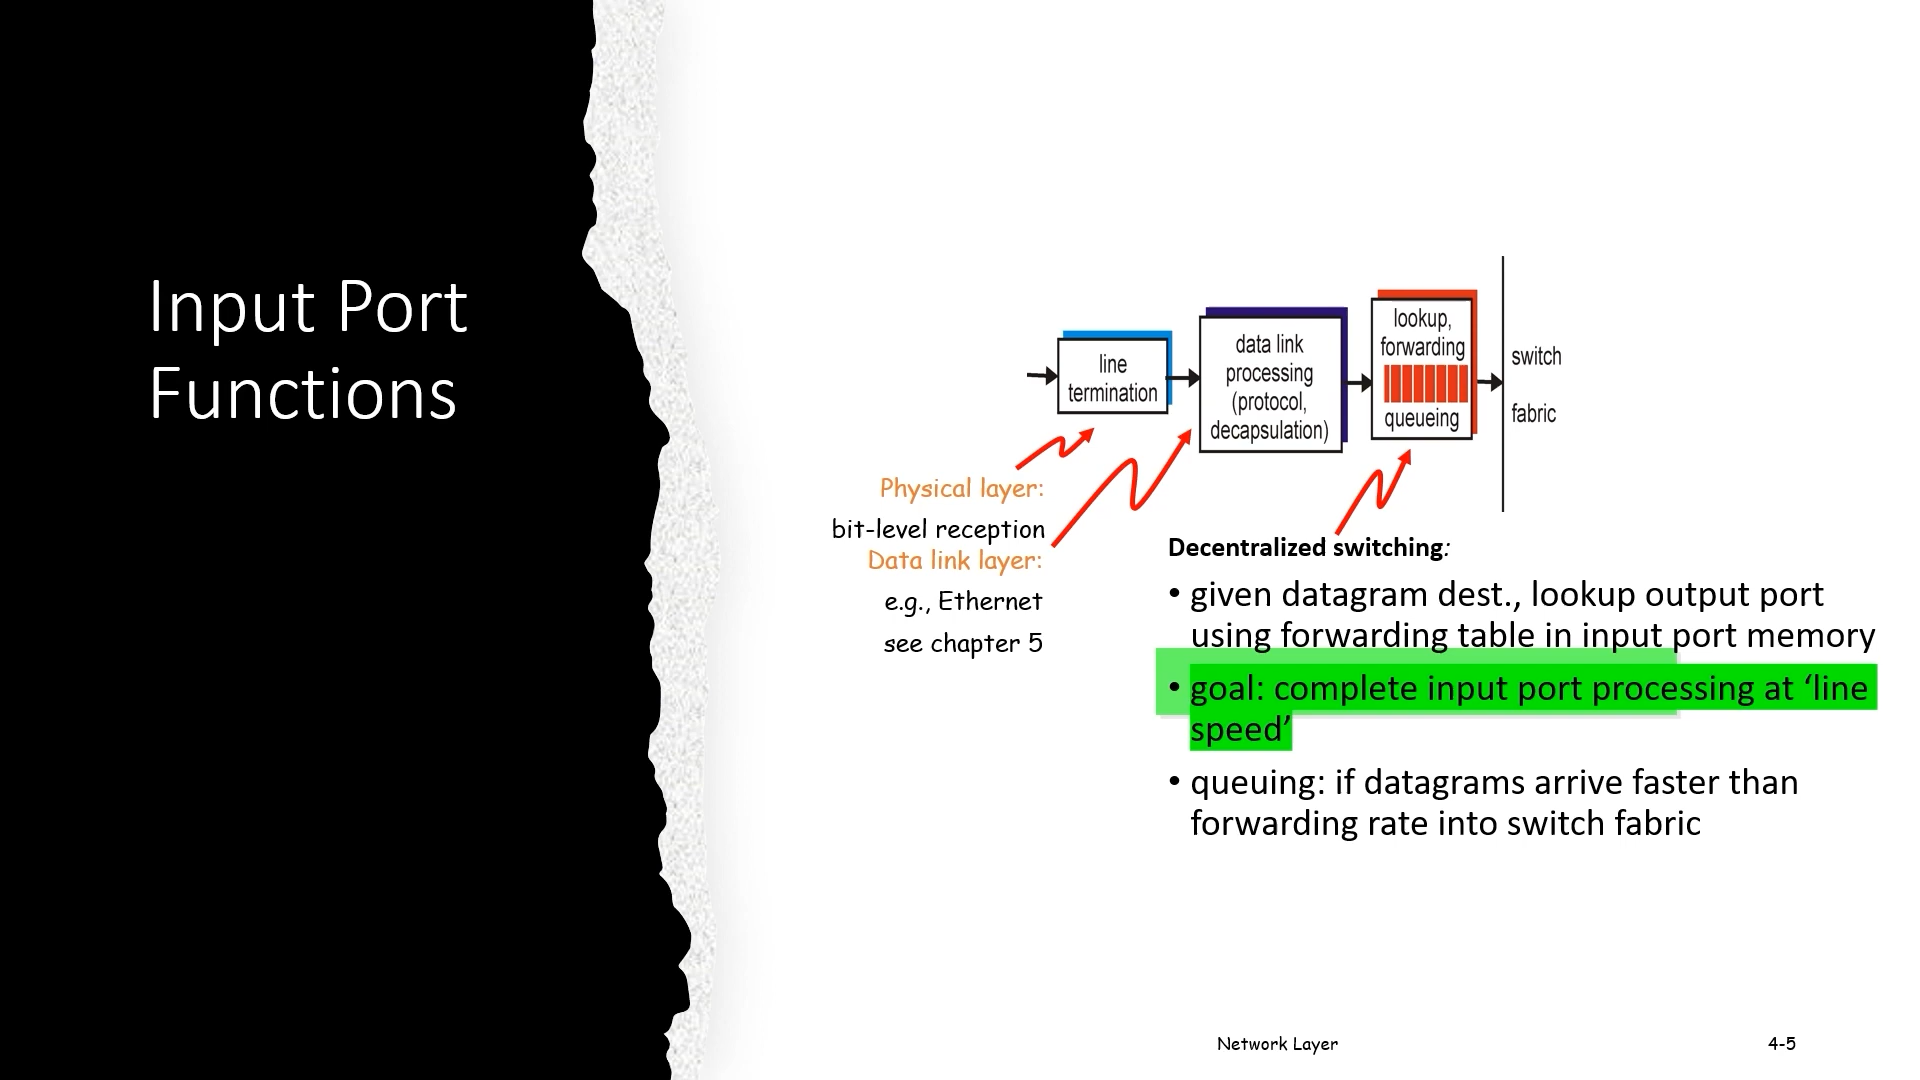 Input Port
Functions
line
termination
data link
processing
(protocol,
decapsulation)
lookup,
forwarding
queueing
switch
fabric
Physical layer:
bit-level reception
Data link layer:
e.g., Ethernet
see chapter 5
Decentralized switching:
• given datagram dest., lookup output port
using forwarding table in input port memory
• goal: complete input port processing at ‘line
speed’
• queuing: if datagrams arrive faster than
forwarding rate into switch fabric
Network Layer
4-5